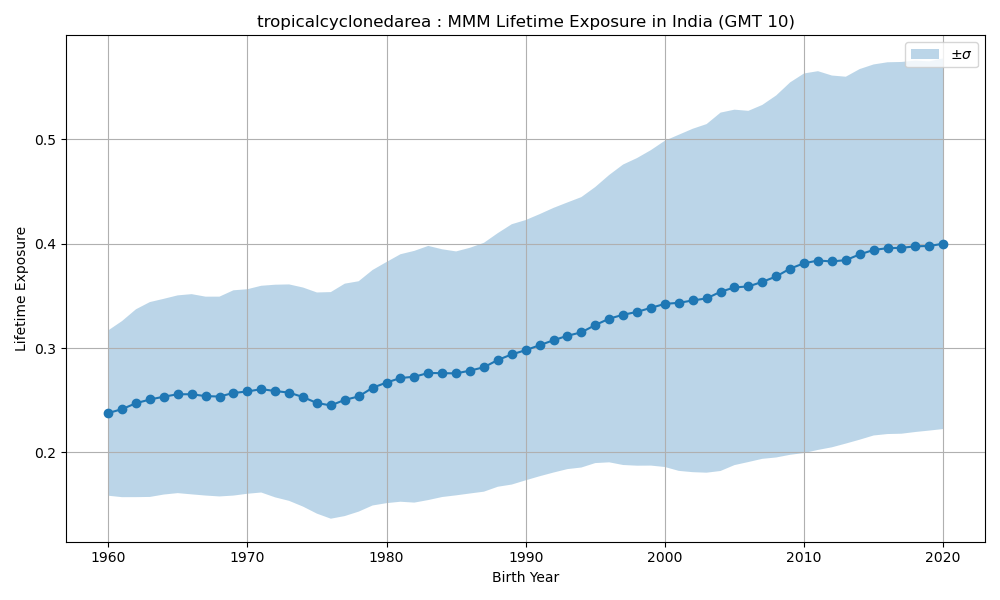 tropicalcyclonedarea : MMM Lifetime Exposure in India (GMT 10)
±σ
Lifetime Exposure
0.5
0.4
0.3
0.2
1960 1970 1980 1990 2000 2010 2020
Birth Year